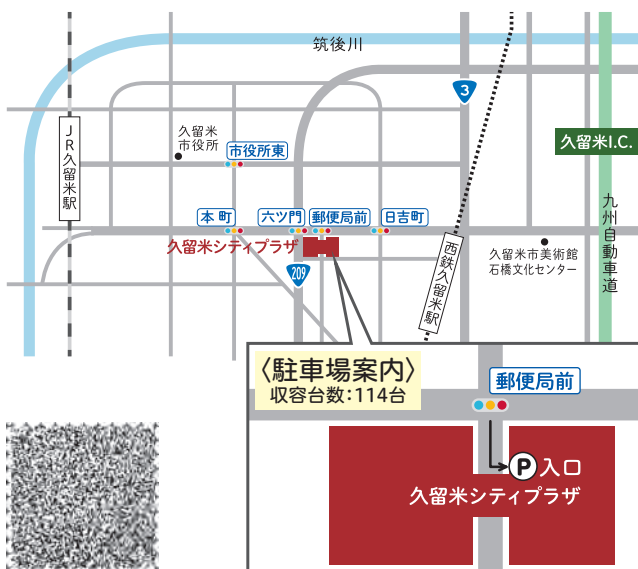 筑後川
3
久留米
市役所
市役所東
久留米I.C.
JR久留米駅
本町
六ツ門
郵便局前
日吉町
久留米シティプラザ
209
西鉄久留米駅
久留米市美術館
石橋文化センター
九州自動車道
〈駐車場案内〉
収容台数:114台
郵便局前
P 入口
久留米シティプラザ